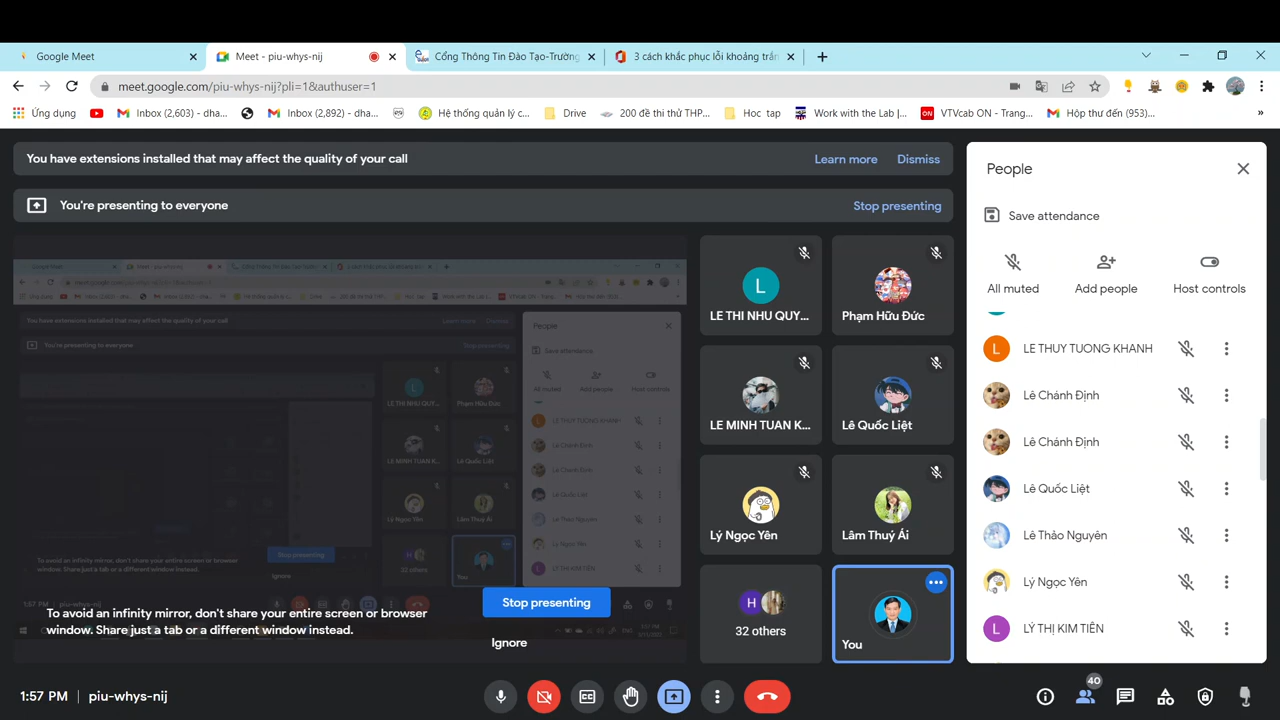 Google Meet
Meet - piu-whys-nij
Cổng Thông Tin Đào Tạo-Trường
3 cách khắc phục lỗi khoảng trắn
meet.google.com/piu-whys-nij?pli=1&authuser=1
Ứng dụng
Inbox (2,603) - dha...
Inbox (2,892) - dha...
Hệ thống quản lý c...
Drive
200 đề thi thử THP...
Hoc tap
Work with the Lab |...
VTVcab ON - Trang...
Hộp thư đến (953)...
»
You have extensions installed that may affect the quality of your call
Learn more
Dismiss
You're presenting to everyone
Stop presenting
People
Save attendance
All muted
Add people
Host controls
L
LE THI NHU QUY...
Phạm Hữu Đức
LE MINH TUAN K...
Lê Quốc Liệt
Lý Ngọc Yên
Lâm Thuý Ái
H
32 others
You
L
LE THUY TUONG KHANH
Lê Chánh Định
Lê Chánh Định
Lê Quốc Liệt
Lê Thảo Nguyên
Lý Ngọc Yên
L
LÝ THỊ KIM TIÊN
To avoid an infinity mirror, don't share your entire screen or browser
window. Share just a tab or a different window instead.
Stop presenting
Ignore
1:57 PM
piu-whys-nij
40